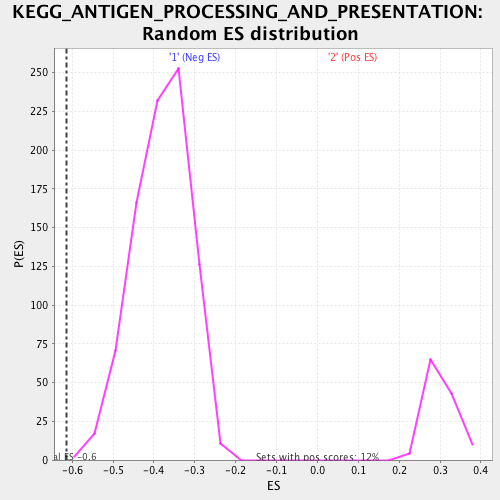 KEGG_ANTIGEN_PROCESSING_AND_PRESENTATION:
Random ES distribution
'1' (Neg ES) '2' (Pos ES)
250
225
200
175
150
125
100
75
50
25
0
P(ES)
al ES -0.6 Sets with pos scores: 12%
-0.6 -0.5 -0.4 -0.3 -0.2 -0.1 0.0 0.1 0.2 0.3 0.4
ES